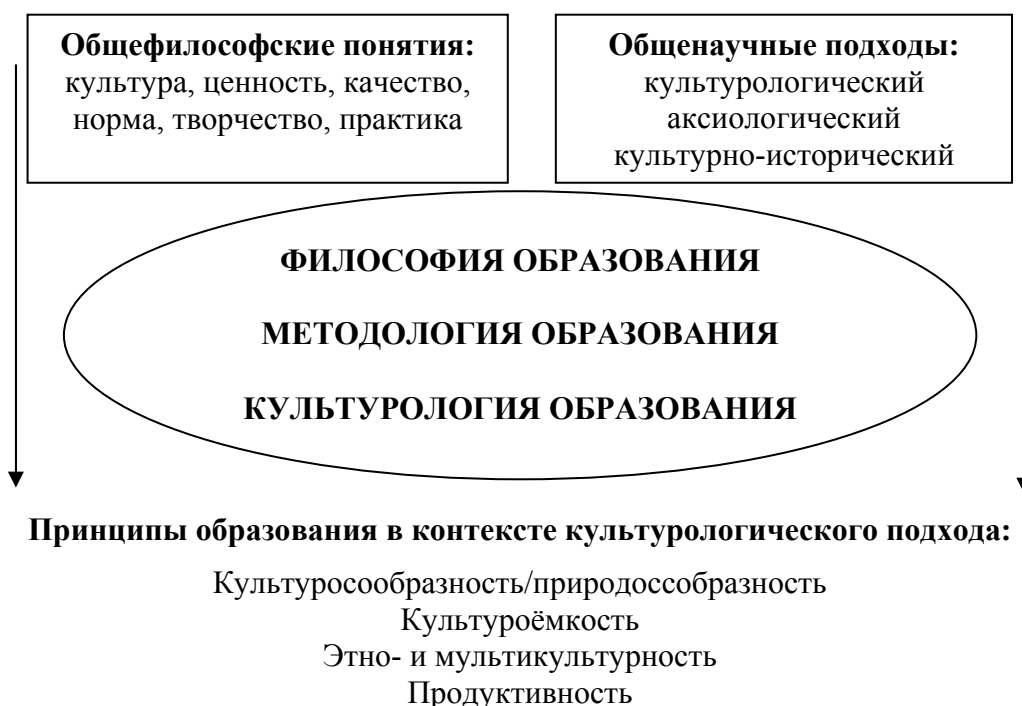 Общефилософские понятия:
культура, ценность, качество,
норма, творчество, практика
Общенаучные подходы:
культурологический
аксиологический
культурно-исторический
ФИЛОСОФИЯ ОБРАЗОВАНИЯ
МЕТОДОЛОГИЯ ОБРАЗОВАНИЯ
КУЛЬТУРОЛОГИЯ ОБРАЗОВАНИЯ
Принципы образования в контексте культурологического подхода:
Культуросообразность/природоссобразность
Культуроёмкость
Этно- и мультикультурность
Продуктивность